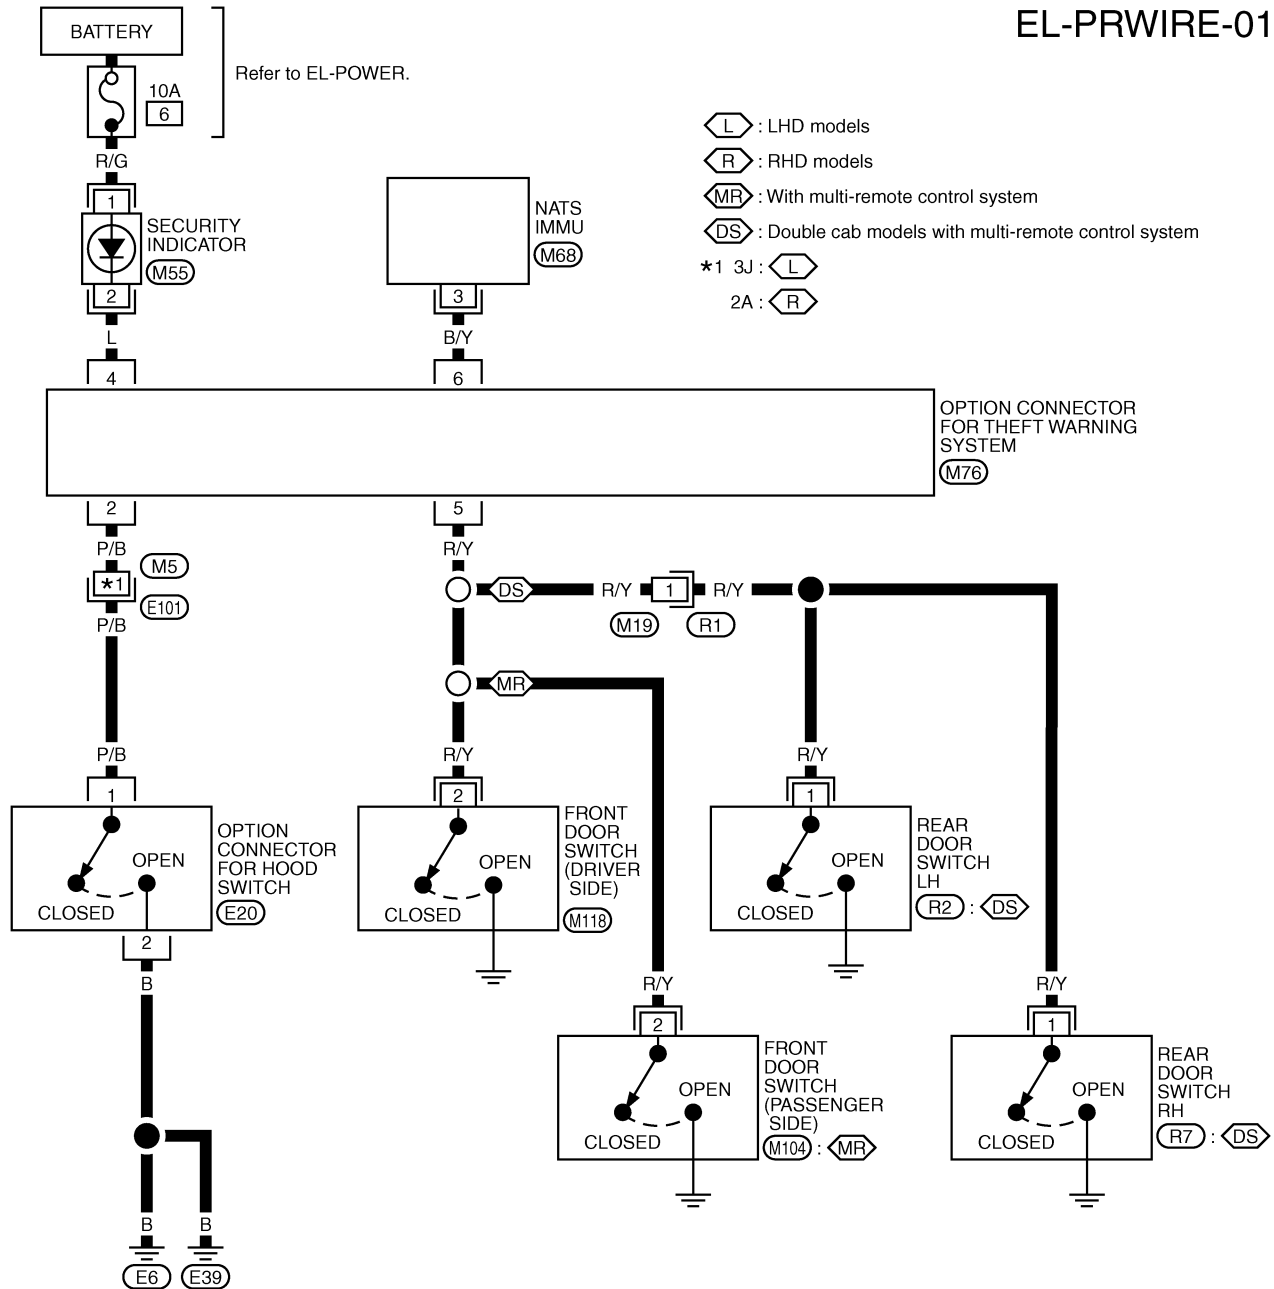 EL-PRWIRE-01
BATTERY
Refer to EL-POWER.
10A
6
R/G
1
SECURITY
INDICATOR
M55
2
L
4
NATS
IMMU
M68
3
B/Y
6
L : LHD models
R : RHD models
MR : With multi-remote control system
DS : Double cab models with multi-remote control system
*1 3J : L
2A : R
OPTION CONNECTOR
FOR THEFT WARNING
SYSTEM
M76
2
P/B
M5
*1
E101
P/B
P/B
1
OPTION
CONNECTOR
FOR HOOD
SWITCH
E20
OPEN
CLOSED
2
B
B
B
E6
E39
5
R/Y
DS
R/Y
1
R/Y
M19
R1
MR
R/Y
2
FRONT
DOOR
SWITCH
(DRIVER
SIDE)
M118
OPEN
CLOSED
R/Y
1
REAR
DOOR
SWITCH
LH
R2 : DS
OPEN
CLOSED
R/Y
2
FRONT
DOOR
SWITCH
(PASSENGER
SIDE)
M104 : MR
OPEN
CLOSED
R/Y
1
REAR
DOOR
SWITCH
RH
R7 : DS
OPEN
CLOSED